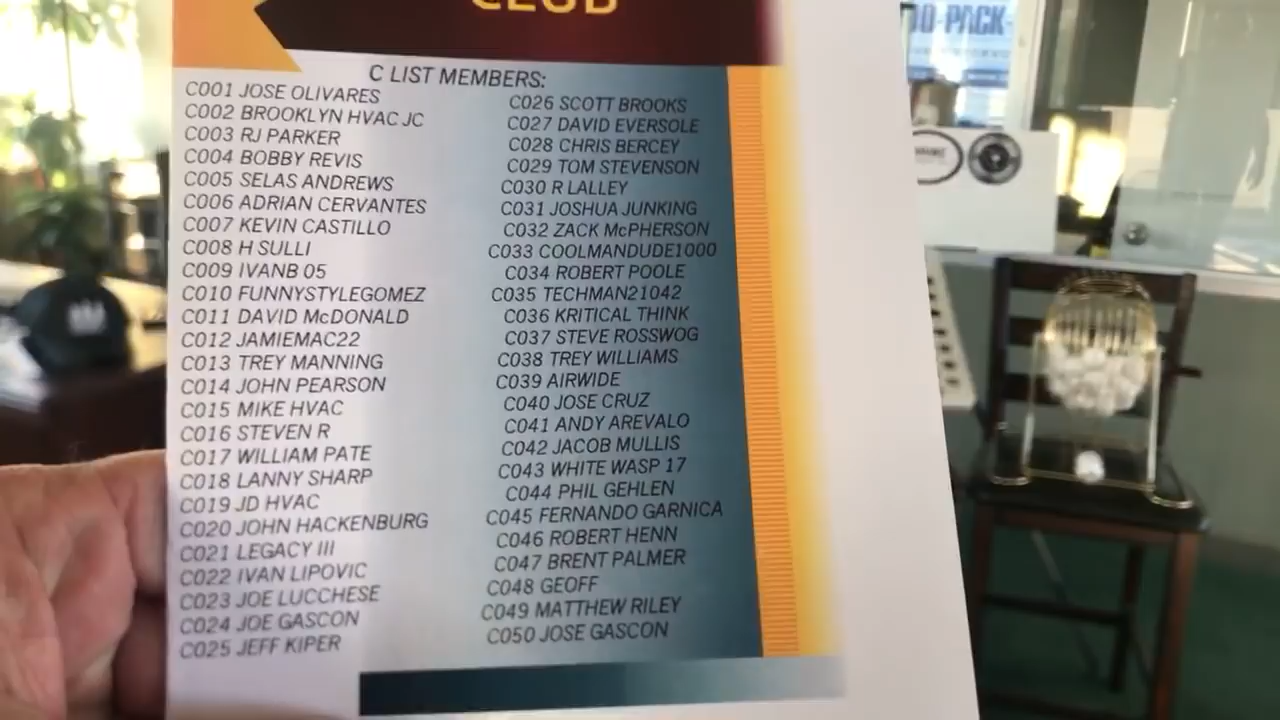 CLUB
C LIST MEMBERS:
C001 JOSE OLIVARES
C002 BROOKLYN HVAC JC
C003 RJ PARKER
C004 BOBBY REVIS
C005 SELAS ANDREWS
C006 ADRIAN CERVANTES
C007 KEVIN CASTILLO
C008 H SULLI
C009 IVANB 05
C010 FUNNYSTYLEGOMEZ
C011 DAVID McDONALD
C012 JAMIEMAC22
C013 TREY MANNING
C014 JOHN PEARSON
C015 MIKE HVAC
C016 STEVEN R
C017 WILLIAM PATE
C018 LANNY SHARP
C019 JD HVAC
C020 JOHN HACKENBURG
C021 LEGACY III
C022 IVAN LIPOVIC
C023 JOE LUCCHESE
C024 JOE GASCON
C025 JEFF KIPER
C026 SCOTT BROOKS
C027 DAVID EVERSOLE
C028 CHRIS BERCEY
C029 TOM STEVENSON
C030 R LALLEY
C031 JOSHUA JUNKING
C032 ZACK McPHERSON
C033 COOLMANDUDE1000
C034 ROBERT POOLE
C035 TECHMAN21042
C036 KRITICAL THINK
C037 STEVE ROSSWOG
C038 TREY WILLIAMS
C039 AIRWIDE
C040 JOSE CRUZ
C041 ANDY AREVALO
C042 JACOB MULLIS
C043 WHITE WASP 17
C044 PHIL GEHLEN
C045 FERNANDO GARNICA
C046 ROBERT HENN
C047 BRENT PALMER
C048 GEOFF
C049 MATTHEW RILEY
C050 JOSE GASCON
PACK